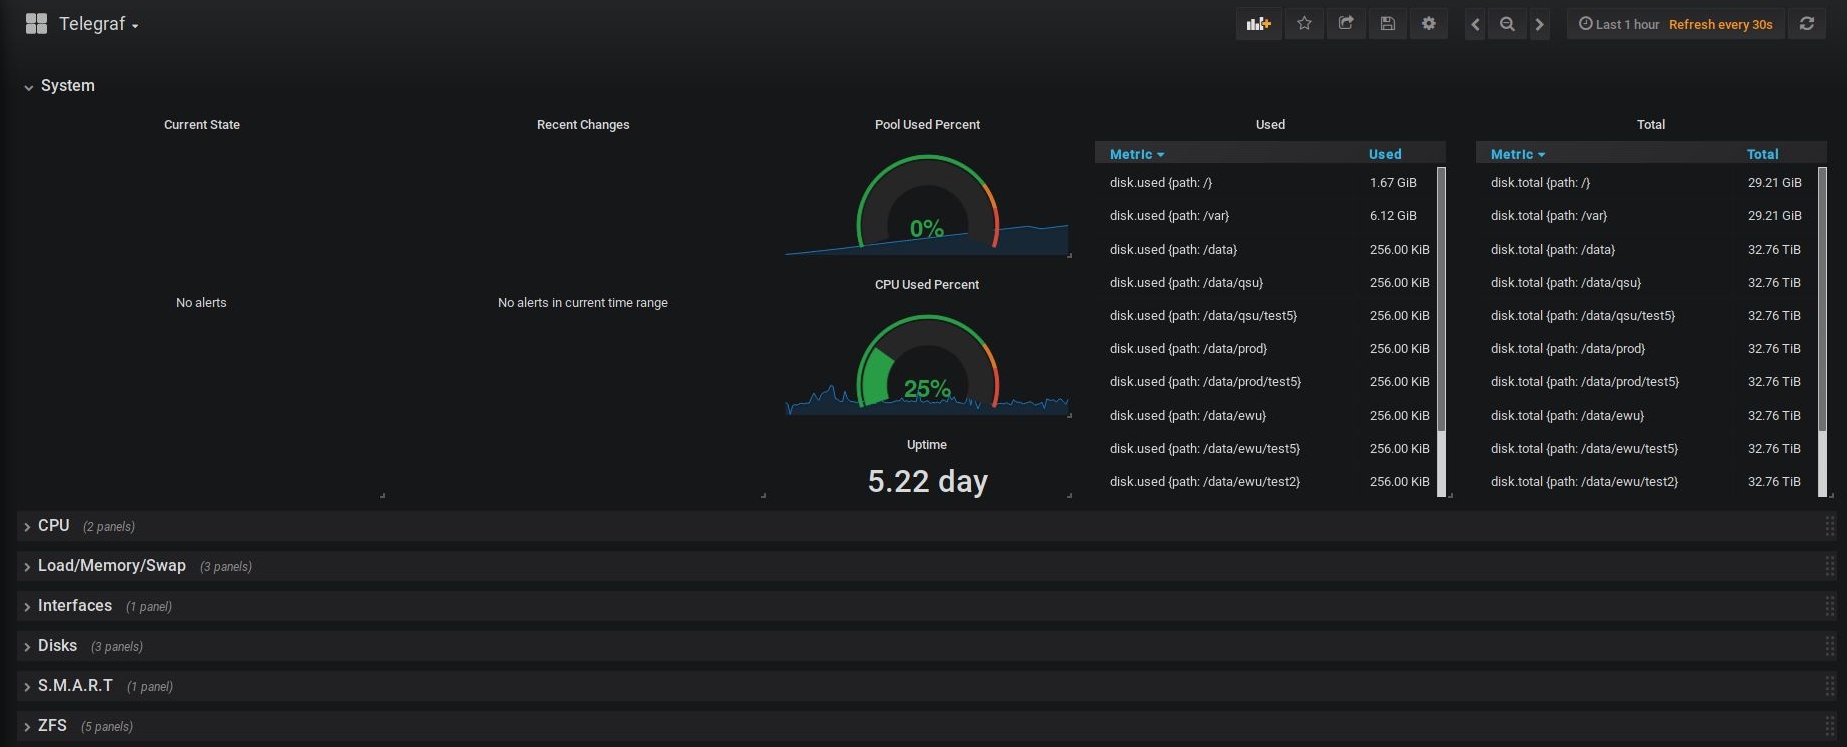 Telegraf
Last 1 hour Refresh every 30s
System
Current State
No alerts
Recent Changes
No alerts in current time range
Pool Used Percent
0%
CPU Used Percent
25%
Uptime
5.22 day
Used
Metric Used
disk.used {path: /} 1.67 GiB
disk.used {path: /var} 6.12 GiB
disk.used {path: /data} 256.00 KiB
disk.used {path: /data/qsu} 256.00 KiB
disk.used {path: /data/qsu/test5} 256.00 KiB
disk.used {path: /data/prod} 256.00 KiB
disk.used {path: /data/prod/test5} 256.00 KiB
disk.used {path: /data/ewu} 256.00 KiB
disk.used {path: /data/ewu/test5} 256.00 KiB
disk.used {path: /data/ewu/test2} 256.00 KiB
Total
Metric Total
disk.total {path: /} 29.21 GiB
disk.total {path: /var} 29.21 GiB
disk.total {path: /data} 32.76 TiB
disk.total {path: /data/qsu} 32.76 TiB
disk.total {path: /data/qsu/test5} 32.76 TiB
disk.total {path: /data/prod} 32.76 TiB
disk.total {path: /data/prod/test5} 32.76 TiB
disk.total {path: /data/ewu} 32.76 TiB
disk.total {path: /data/ewu/test5} 32.76 TiB
disk.total {path: /data/ewu/test2} 32.76 TiB
CPU (2 panels)
Load/Memory/Swap (3 panels)
Interfaces (1 panel)
Disks (3 panels)
S.M.A.R.T (1 panel)
ZFS (5 panels)